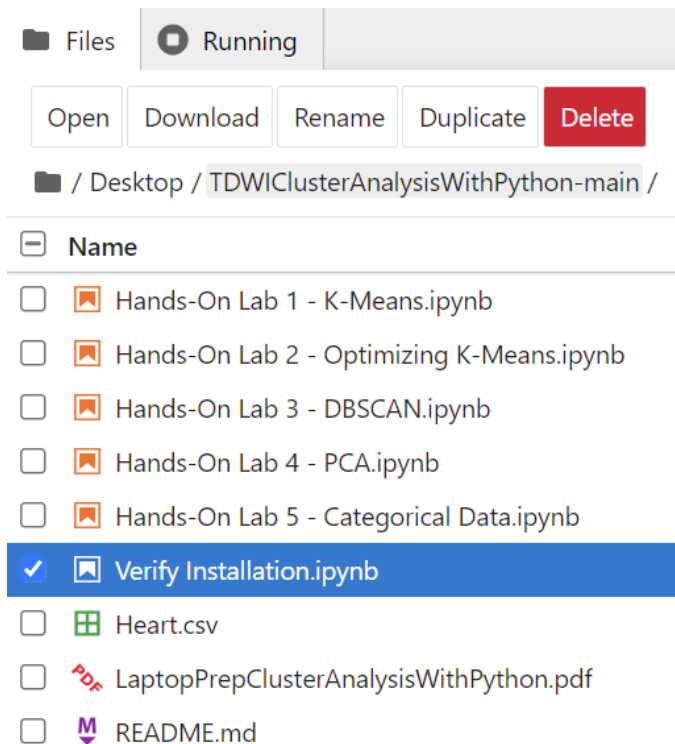 Files Running
Open Download Rename Duplicate Delete
/ Desktop / TDWIClusterAnalysisWithPython-main /
Name
Hands-On Lab 1 - K-Means.ipynb
Hands-On Lab 2 - Optimizing K-Means.ipynb
Hands-On Lab 3 - DBSCAN.ipynb
Hands-On Lab 4 - PCA.ipynb
Hands-On Lab 5 - Categorical Data.ipynb
Verify Installation.ipynb
Heart.csv
PDF LaptopPrepClusterAnalysisWithPython.pdf
M README.md